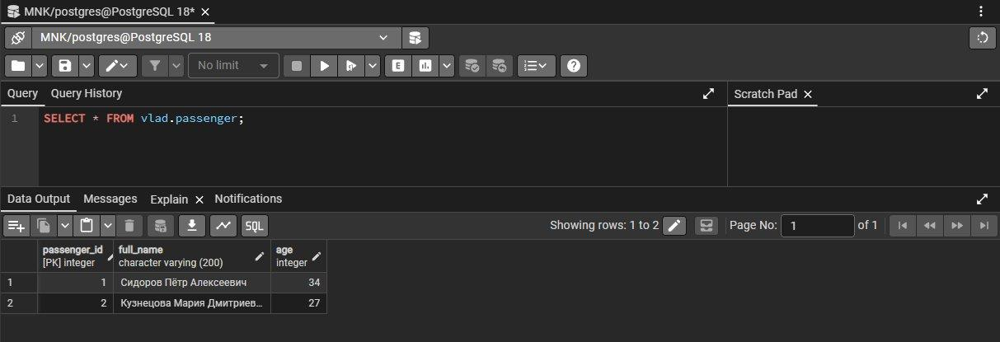 MNK/postgres@PostgreSQL 18*
MNK/postgres@PostgreSQL 18
No limit
E
Query Query History
Scratch Pad
1 SELECT * FROM vlad.passenger;
Data Output Messages Explain Notifications
SQL Showing rows: 1 to 2 Page No: 1 of 1
passenger_id full_name age
[PK] integer character varying (200) integer
1 1 Сидоров Пётр Алексеевич 34
2 2 Кузнецова Мария Дмитриев… 27